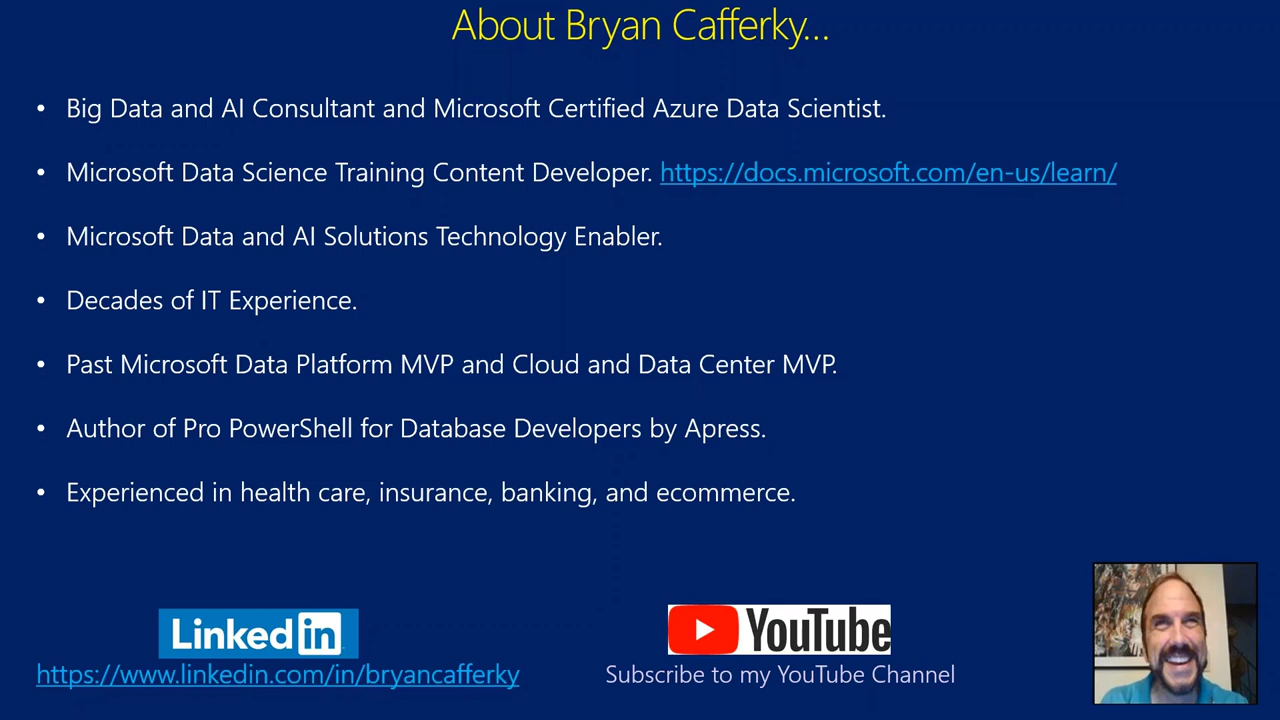 About Bryan Cafferky...
• Big Data and AI Consultant and Microsoft Certified Azure Data Scientist.
• Microsoft Data Science Training Content Developer. https://docs.microsoft.com/en-us/learn/
• Microsoft Data and AI Solutions Technology Enabler.
• Decades of IT Experience.
• Past Microsoft Data Platform MVP and Cloud and Data Center MVP.
• Author of Pro PowerShell for Database Developers by Apress.
• Experienced in health care, insurance, banking, and ecommerce.
Linked in
YouTube
https://www.linkedin.com/in/bryancafferky
Subscribe to my YouTube Channel